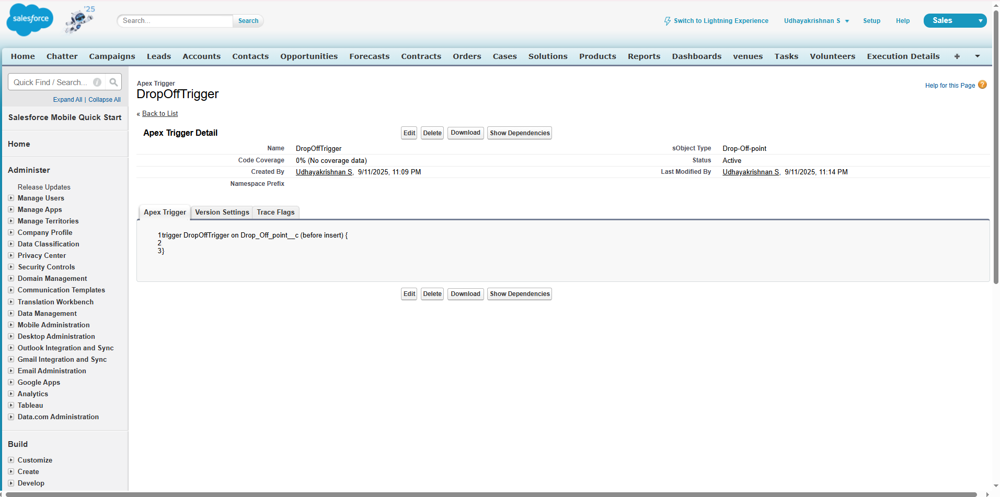 salesforce
'25
Search...
Search
Switch to Lightning Experience
Udhayakrishnan S
Setup
Help
Sales
Home Chatter Campaigns Leads Accounts Contacts Opportunities Forecasts Contracts Orders Cases Solutions Products Reports Dashboards venues Tasks Volunteers Execution Details +
Quick Find / Search...
Expand All | Collapse All
Salesforce Mobile Quick Start
Home
Administer
Release Updates
Manage Users
Manage Apps
Manage Territories
Company Profile
Data Classification
Privacy Center
Security Controls
Domain Management
Communication Templates
Translation Workbench
Data Management
Mobile Administration
Desktop Administration
Outlook Integration and Sync
Gmail Integration and Sync
Email Administration
Google Apps
Analytics
Tableau
Data.com Administration
Build
Customize
Create
Develop
Apex Trigger
DropOffTrigger
Help for this Page ?
« Back to List
Apex Trigger Detail
Edit Delete Download Show Dependencies
Name DropOffTrigger sObject Type Drop-Off-point
Code Coverage 0% (No coverage data) Status Active
Created By Udhayakrishnan S, 9/11/2025, 11:09 PM Last Modified By Udhayakrishnan S, 9/11/2025, 11:14 PM
Namespace Prefix
Apex Trigger Version Settings Trace Flags
1trigger DropOffTrigger on Drop_Off_point__c (before insert) {
2
3}
Edit Delete Download Show Dependencies